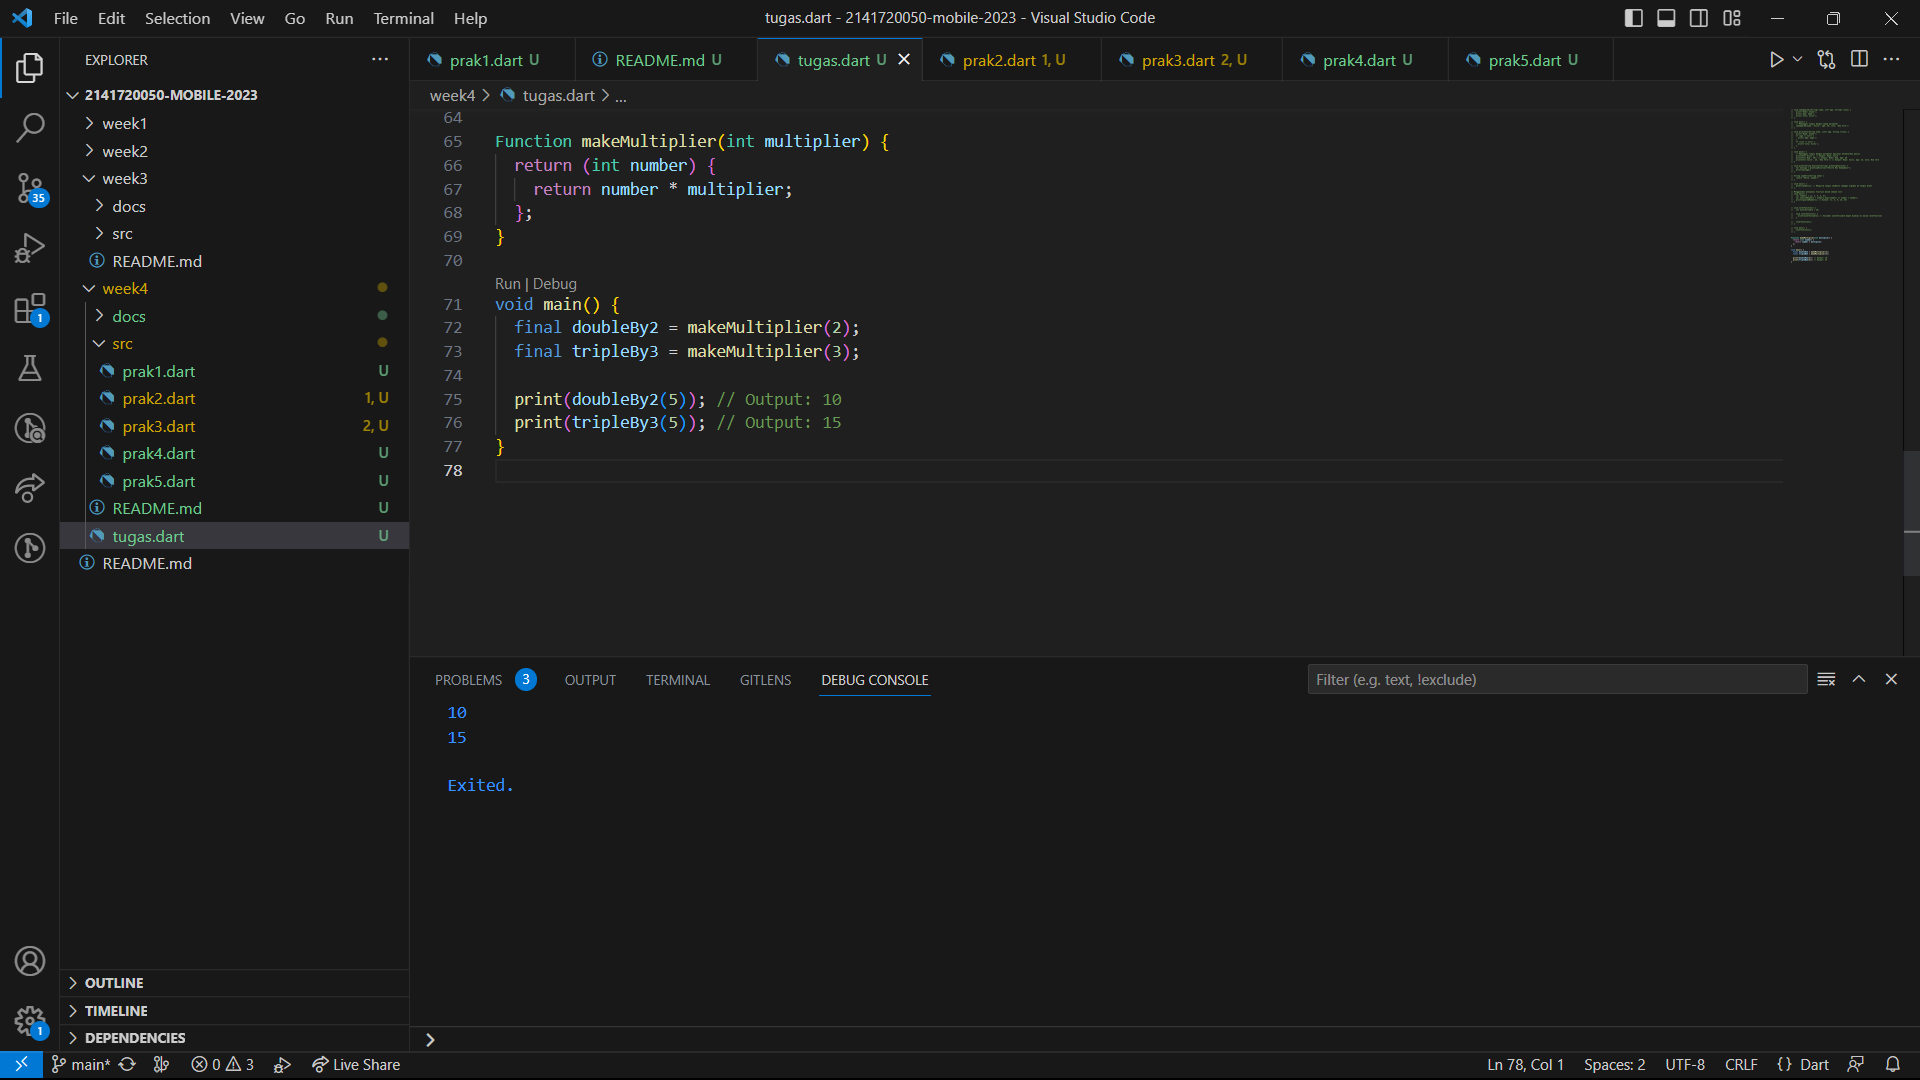 File Edit Selection View Go Run Terminal Help
tugas.dart - 2141720050-mobile-2023 - Visual Studio Code
EXPLORER
2141720050-MOBILE-2023
week1
week2
week3
docs
src
README.md
week4
docs
src
prak1.dart U
prak2.dart 1, U
prak3.dart 2, U
prak4.dart U
prak5.dart U
README.md U
tugas.dart U
README.md
OUTLINE
TIMELINE
DEPENDENCIES
35
1
1
prak1.dart U README.md U tugas.dart U prak2.dart 1, U prak3.dart 2, U prak4.dart U prak5.dart U
week4 > tugas.dart > ...
64
65 Function makeMultiplier(int multiplier) {
66 return (int number) {
67 return number * multiplier;
68 };
69 }
70
Run | Debug
71 void main() {
72 final doubleBy2 = makeMultiplier(2);
73 final tripleBy3 = makeMultiplier(3);
74
75 print(doubleBy2(5)); // Output: 10
76 print(tripleBy3(5)); // Output: 15
77 }
78
PROBLEMS 3 OUTPUT TERMINAL GITLENS DEBUG CONSOLE
Filter (e.g. text, !exclude)
10
15
Exited.
main* 0 3 Live Share
Ln 78, Col 1 Spaces: 2 UTF-8 CRLF {} Dart